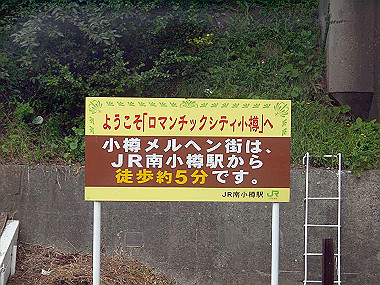 ようこそ「ロマンチックシティ小樽」へ
小樽メルヘン街は、
JR南小樽駅から
徒歩約5分です。
JR南小樽駅 JR